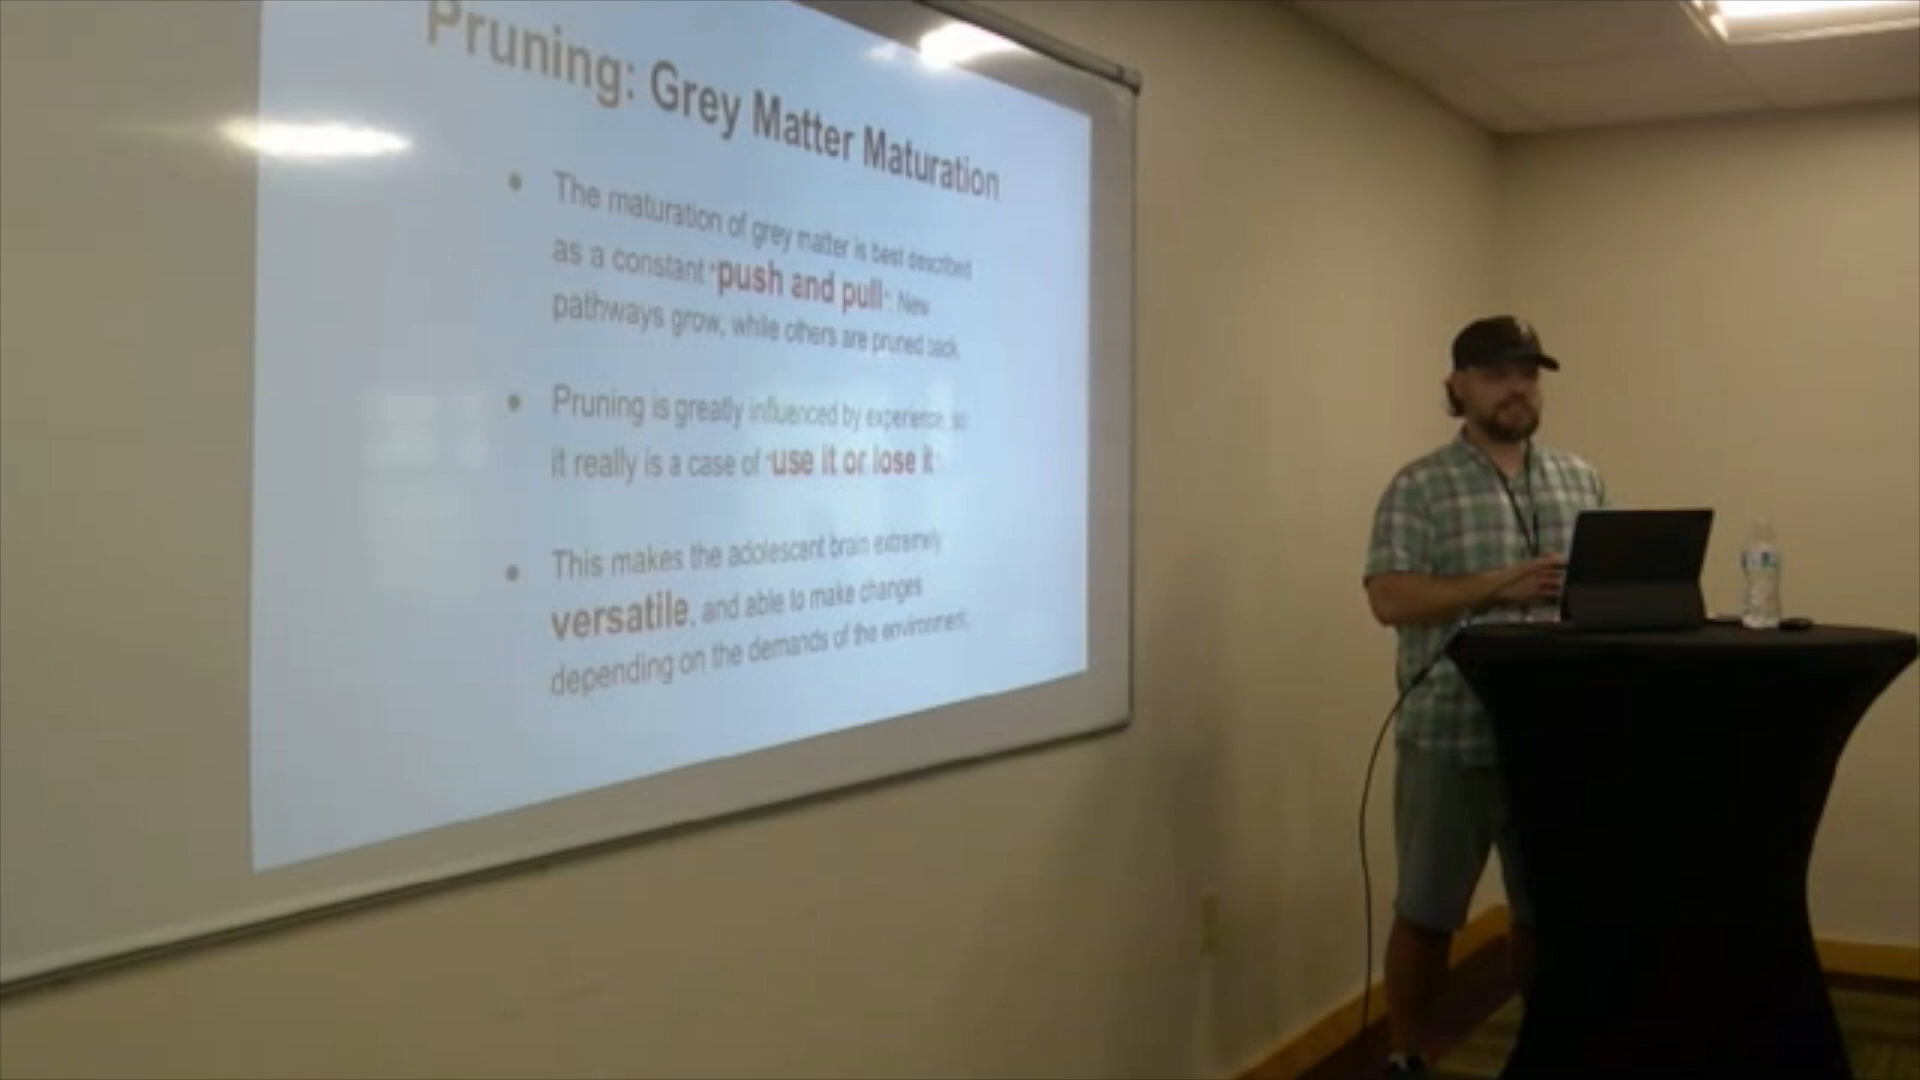 Pruning: Grey Matter Maturation
• The maturation of grey matter is best described
as a constant "push and pull". New
pathways grow, while others are pruned back.
• Pruning is greatly influenced by experience, so
it really is a case of "use it or lose it"
• This makes the adolescent brain extremely
versatile, and able to make changes
depending on the demands of the environment.